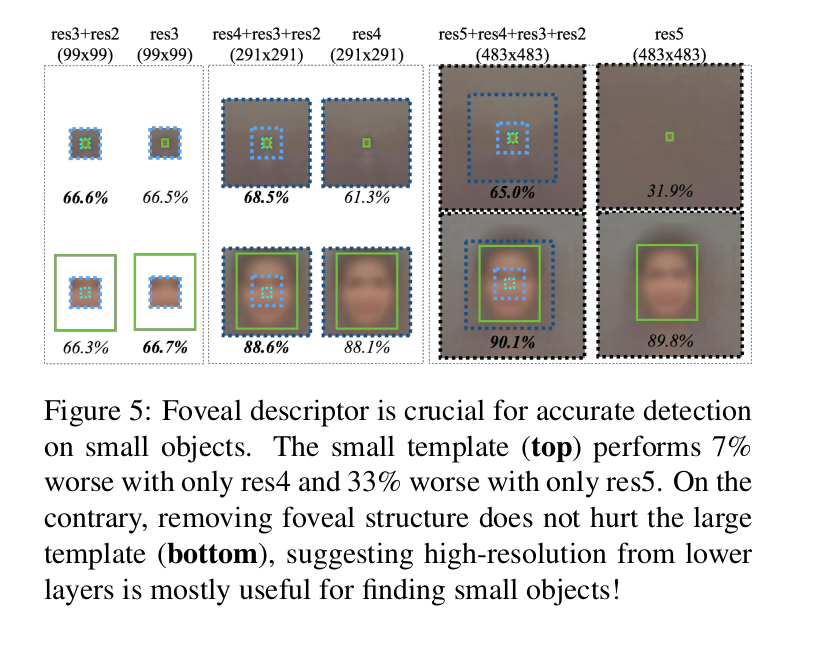 res3+res2 res3 res4+res3+res2 res4 res5+res4+res3+res2 res5
(99x99) (99x99) (291x291) (291x291) (483x483) (483x483)
66.6% 66.5% 68.5% 61.3% 65.0% 31.9%
66.3% 66.7% 88.6% 88.1% 90.1% 89.8%
Figure 5: Foveal descriptor is crucial for accurate detection
on small objects. The small template (top) performs 7%
worse with only res4 and 33% worse with only res5. On the
contrary, removing foveal structure does not hurt the large
template (bottom), suggesting high-resolution from lower
layers is mostly useful for finding small objects!